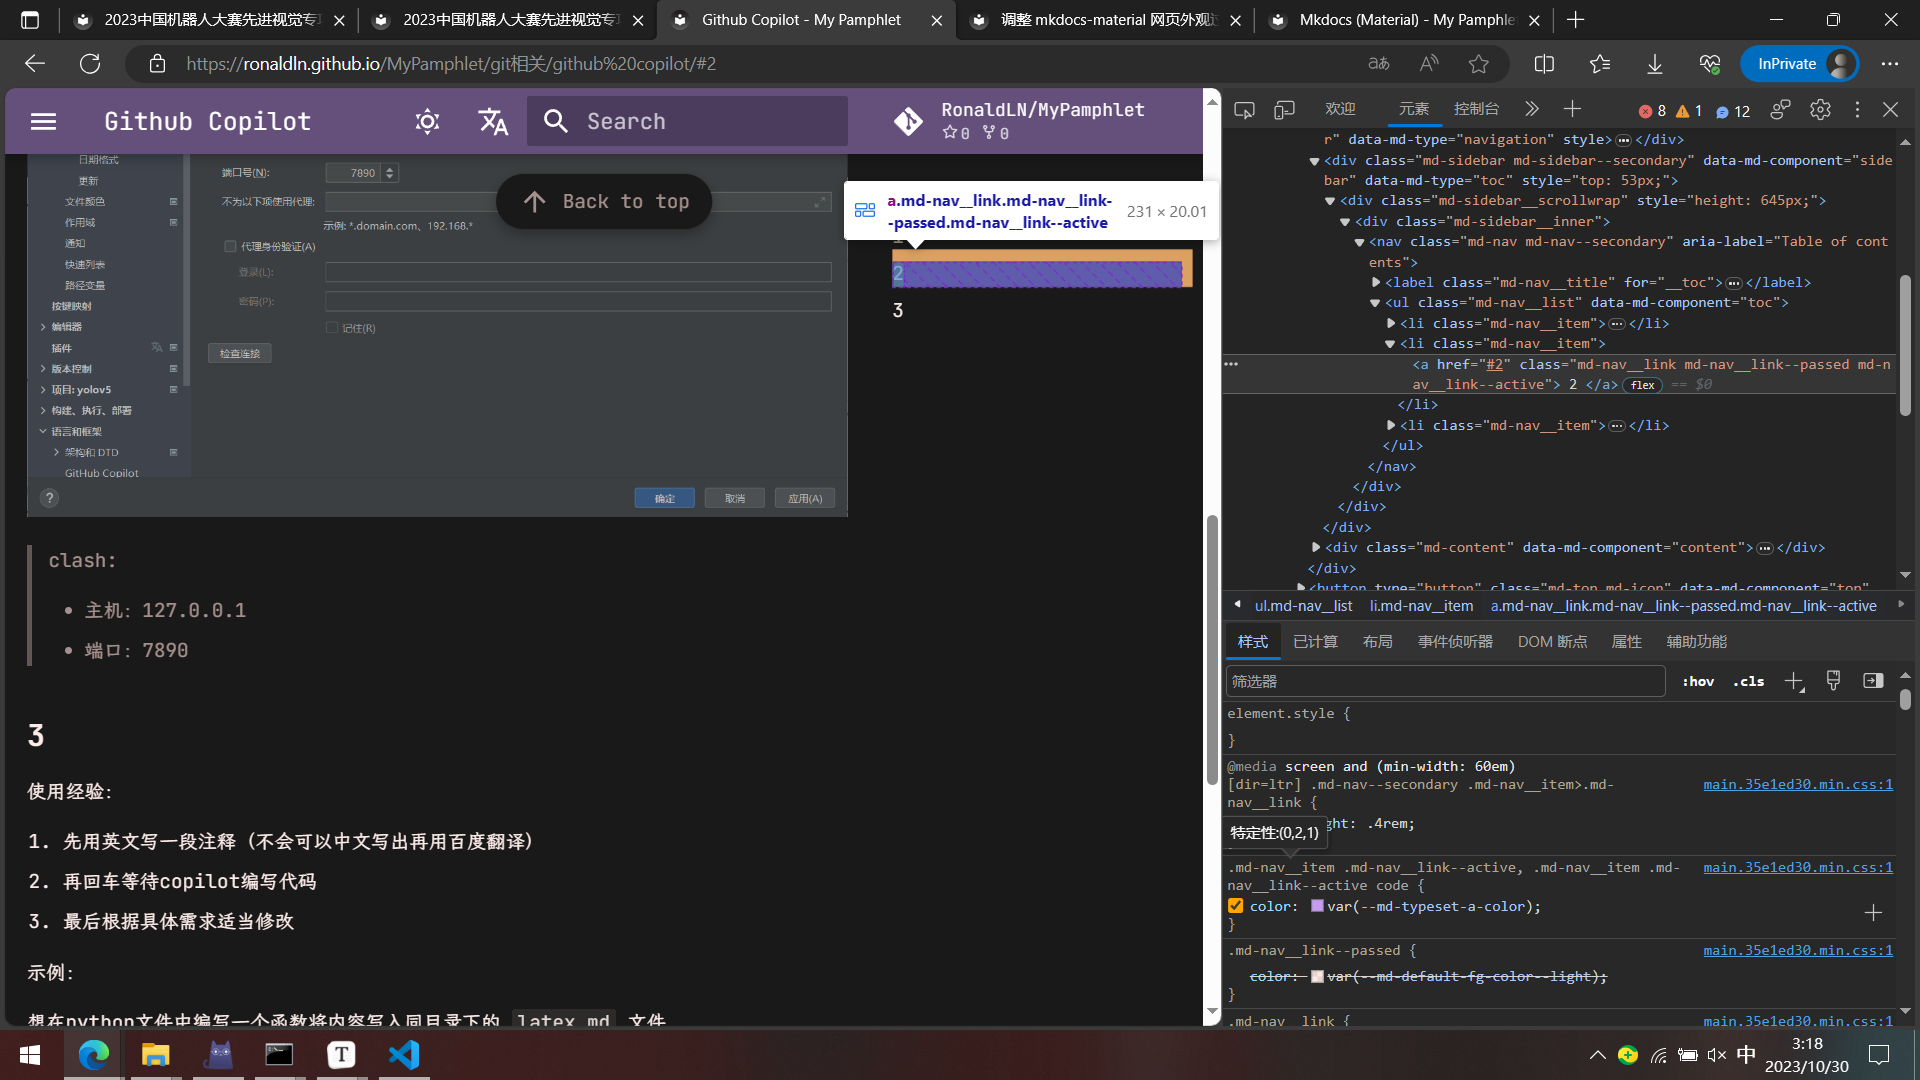 2023中国机器人大赛先进视觉专项
2023中国机器人大赛先进视觉专项
Github Copilot - My Pamphlet
调整 mkdocs-material 网页外观过
Mkdocs (Material) - My Pamphlet
https://ronaldln.github.io/MyPamphlet/git相关/github%20copilot/#2
InPrivate
Github Copilot
Search
RonaldLN/MyPamphlet
0 0
日期格式
更新
文件颜色
作用域
通知
快速列表
路径变量
按键映射
编辑器
插件
版本控制
项目: yolov5
构建、执行、部署
语言和框架
架构和 DTD
GitHub Copilot
端口号(N):
7890
不为以下项使用代理:
示例: *.domain.com、192.168.*
代理身份验证(A)
登录(L):
密码(P):
记住(R)
检查连接
?
确定
取消
应用(A)
Back to top
a.md-nav__link.md-nav__link-
-passed.md-nav__link--active
231 × 20.01
2
3
clash:
• 主机: 127.0.0.1
• 端口: 7890
3
使用经验:
1. 先用英文写一段注释 (不会可以中文写出再用百度翻译)
2. 再回车等待copilot编写代码
3. 最后根据具体需求适当修改
示例:
想在python文件中编写一个函数将内容写入同目录下的 latex.md 文件
欢迎
元素
控制台
8
1
12
r" data-md-type="navigation" style>…</div>
<div class="md-sidebar md-sidebar--secondary" data-md-component="side
bar" data-md-type="toc" style="top: 53px;">
<div class="md-sidebar__scrollwrap" style="height: 645px;">
<div class="md-sidebar__inner">
<nav class="md-nav md-nav--secondary" aria-label="Table of cont
ents">
<label class="md-nav__title" for="__toc">…</label>
<ul class="md-nav__list" data-md-component="toc">
<li class="md-nav__item">…</li>
<li class="md-nav__item">
<a href="#2" class="md-nav__link md-nav__link--passed md-n
av__link--active"> 2 </a> flex == $0
</li>
<li class="md-nav__item">…</li>
</ul>
</nav>
</div>
</div>
</div>
<div class="md-content" data-md-component="content">…</div>
</div>
<button type="button" class="md-top md-icon" data-md-component="top"
ul.md-nav__list
li.md-nav__item
a.md-nav__link.md-nav__link--passed.md-nav__link--active
样式
已计算
布局
事件侦听器
DOM 断点
属性
辅助功能
筛选器
:hov
.cls
element.style {
}
@media screen and (min-width: 60em)
[dir=ltr] .md-nav--secondary .md-nav__item>.md-
nav__link {
main.35e1ed30.min.css:1
ght: .4rem;
特定性:(0,2,1)
.md-nav__item .md-nav__link--active, .md-nav__item .md-
nav__link--active code {
main.35e1ed30.min.css:1
color: var(--md-typeset-a-color);
}
.md-nav__link--passed {
main.35e1ed30.min.css:1
color: var(--md-default-fg-color--light);
}
.md-nav__link {
main.35e1ed30.min.css:1
中
3:18
2023/10/30